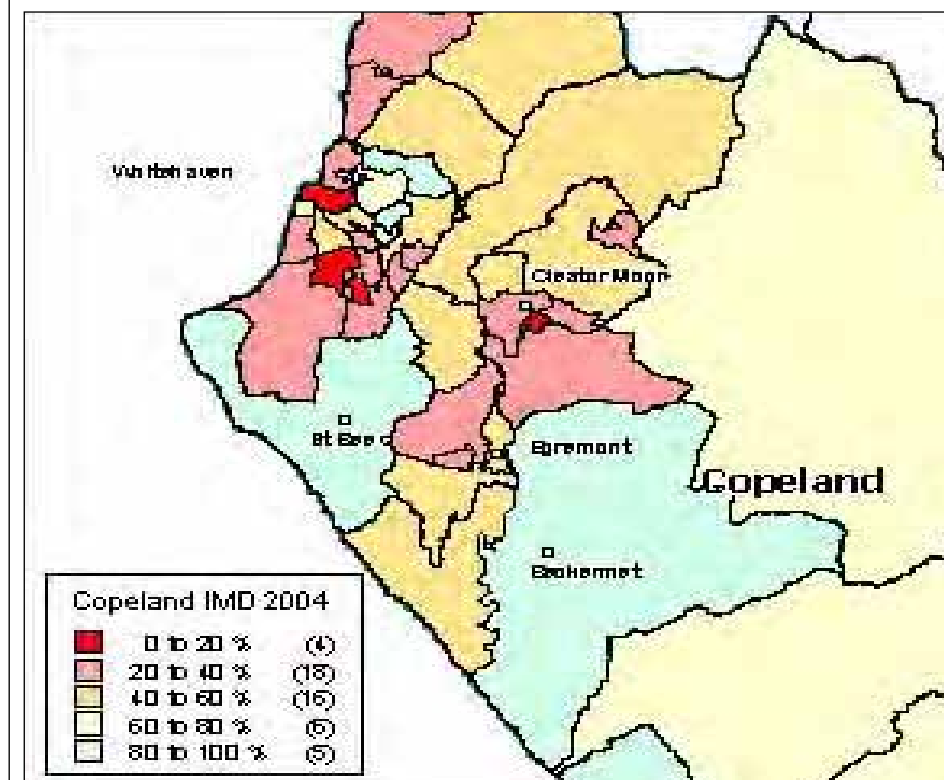 Whitehaven
Cleator Moor
St Bees
Egremont
Copeland
Beckermet
Copeland IMD 2004
0 to 20 % (4)
20 to 40 % (18)
40 to 60 % (16)
60 to 80 % (6)
80 to 100 % (5)